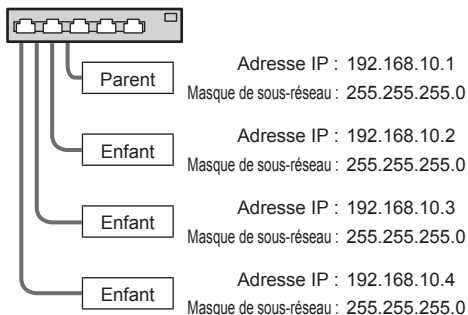 Parent
Adresse IP : 192.168.10.1
Masque de sous-réseau : 255.255.255.0
Enfant
Adresse IP : 192.168.10.2
Masque de sous-réseau : 255.255.255.0
Enfant
Adresse IP : 192.168.10.3
Masque de sous-réseau : 255.255.255.0
Enfant
Adresse IP : 192.168.10.4
Masque de sous-réseau : 255.255.255.0